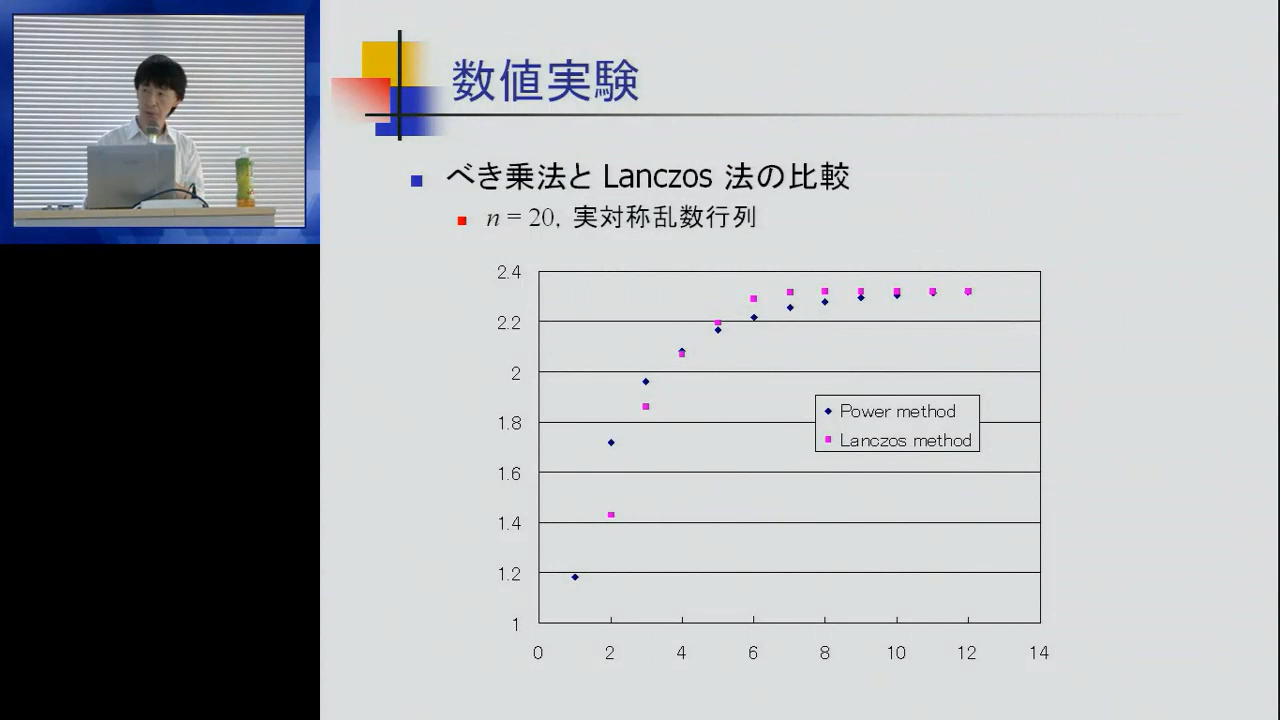 数値実験
べき乗法と Lanczos 法の比較
n = 20, 実対称乱数行列
2.4
2.2
2
1.8
1.6
1.4
1.2
1
0 2 4 6 8 10 12 14
Power method
Lanczos method